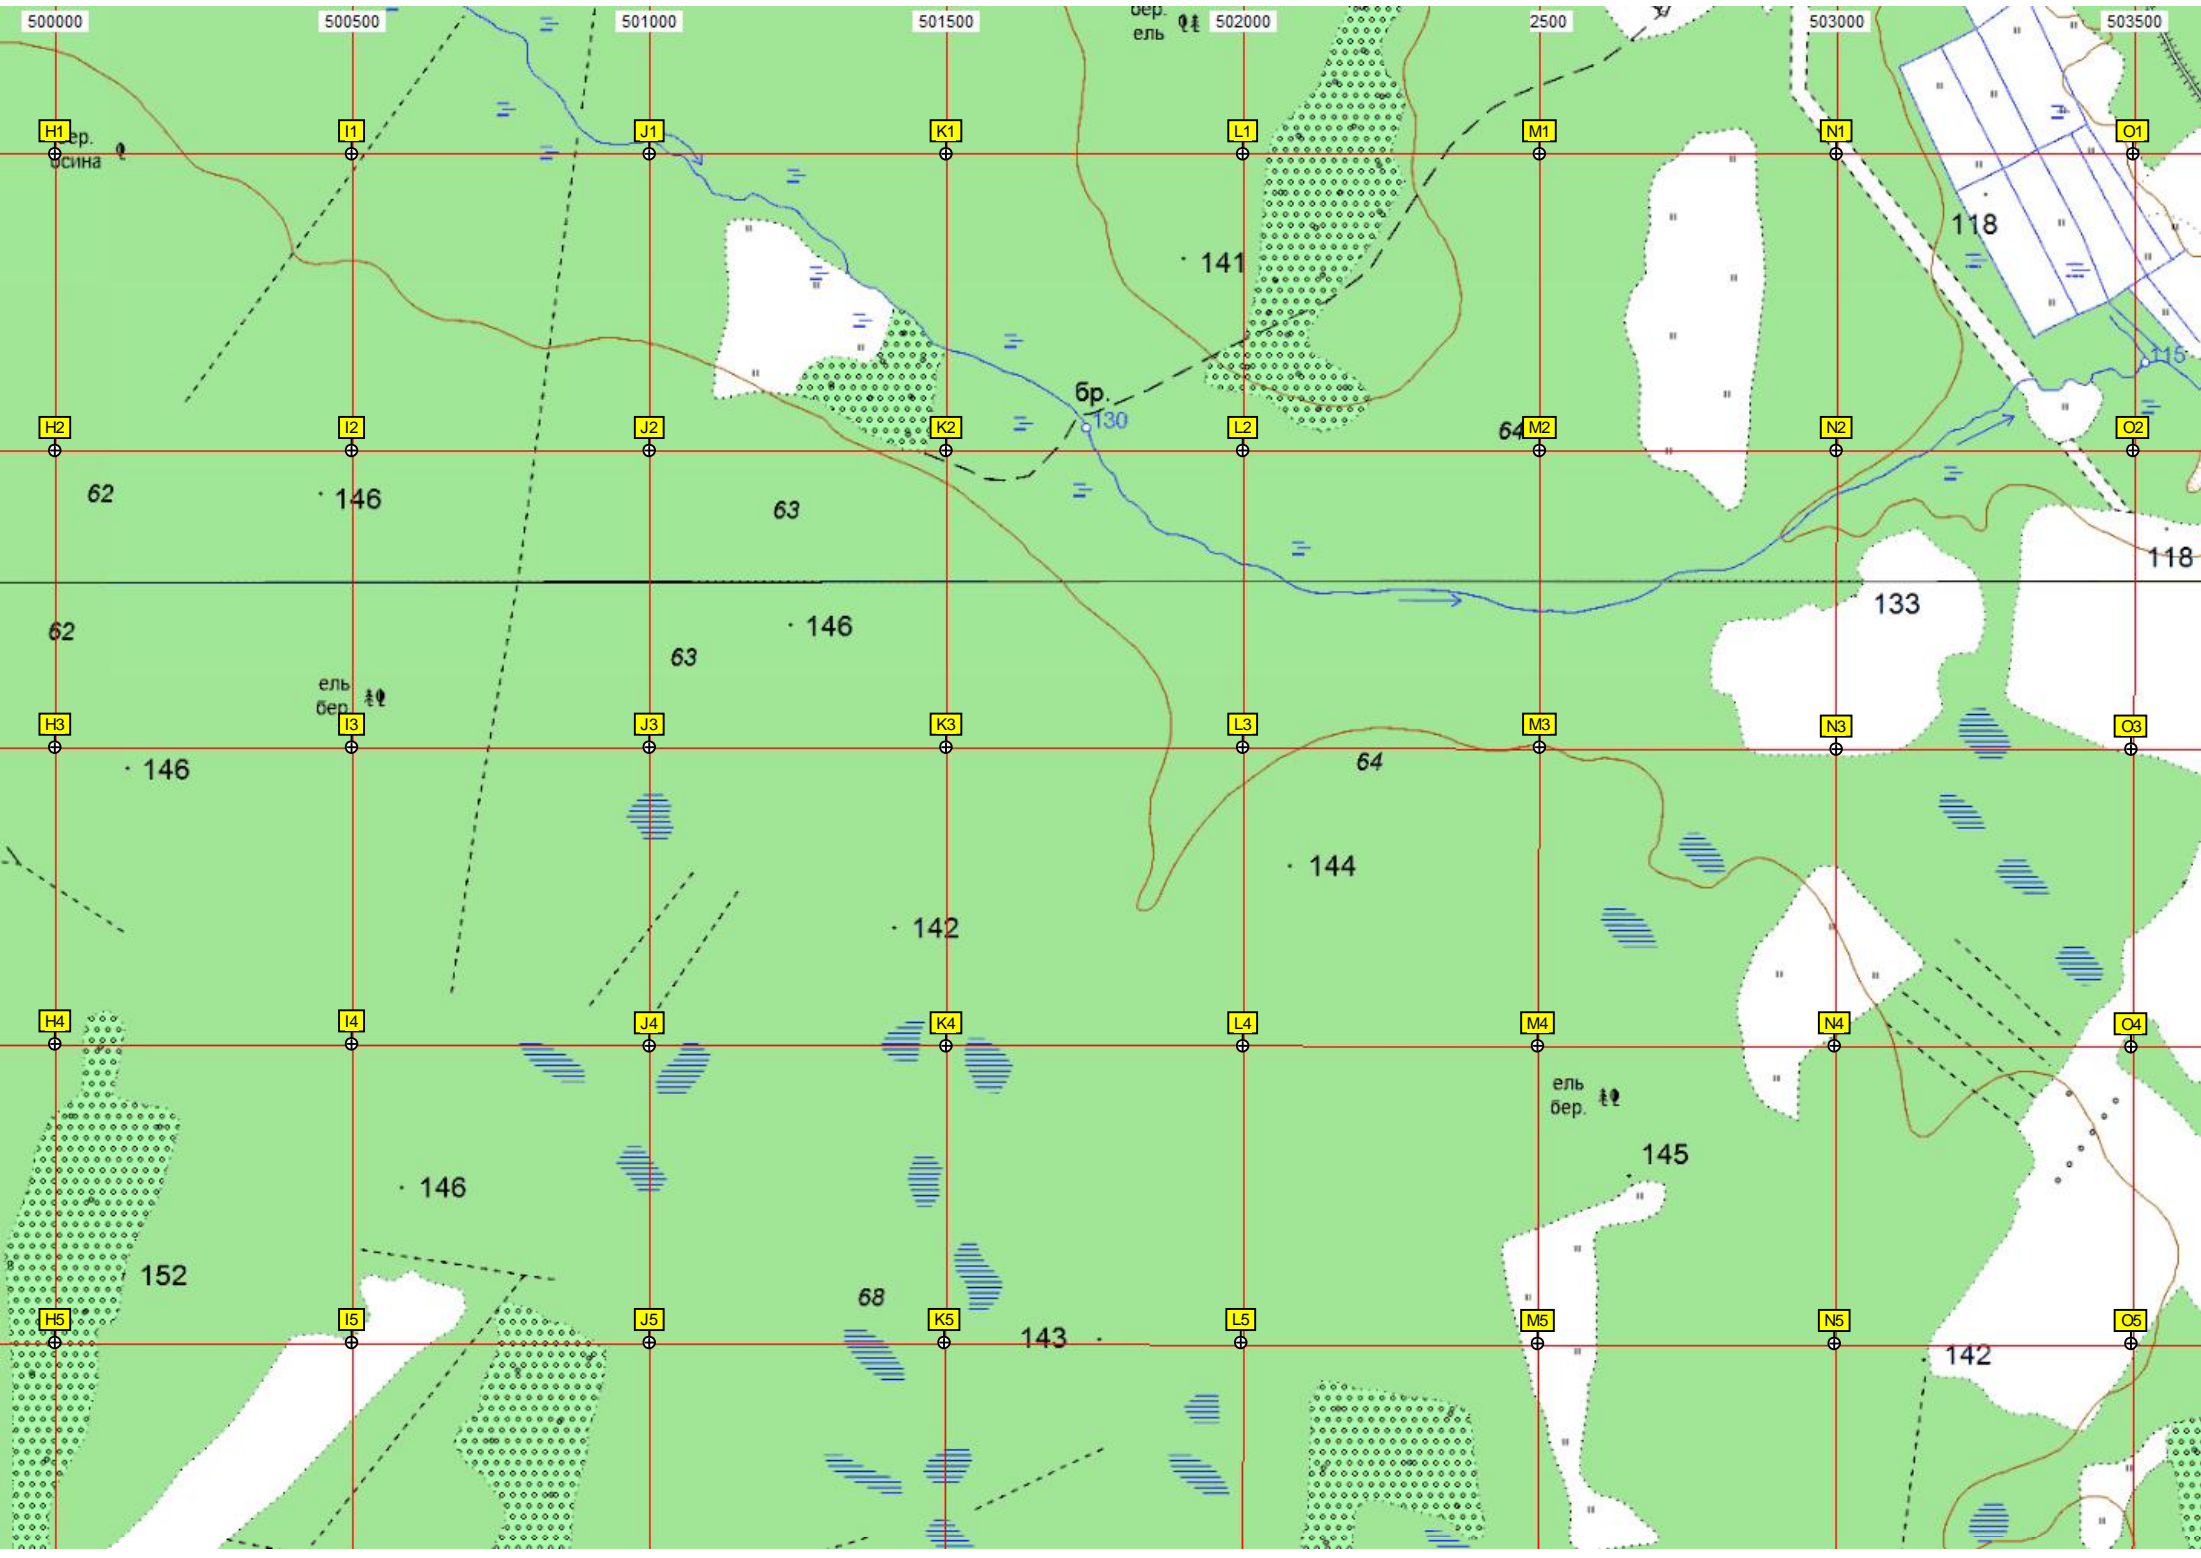 500000 500500 501000 501500 502000 2500 503000 503500
бер.
ель
H1 I1 J1 K1 L1 M1 N1 O1
бер.
осина
118
141
115
бр.
130
64
H2 I2 J2 K2 L2 M2 N2 O2
62
146
63
118
133
62
146
63
ель
бер.
H3 I3 J3 K3 L3 M3 N3 O3
146
64
144
142
H4 I4 J4 K4 L4 M4 N4 O4
ель
бер.
145
146
152
68
H5 I5 J5 K5 L5 M5 N5 O5
143
142